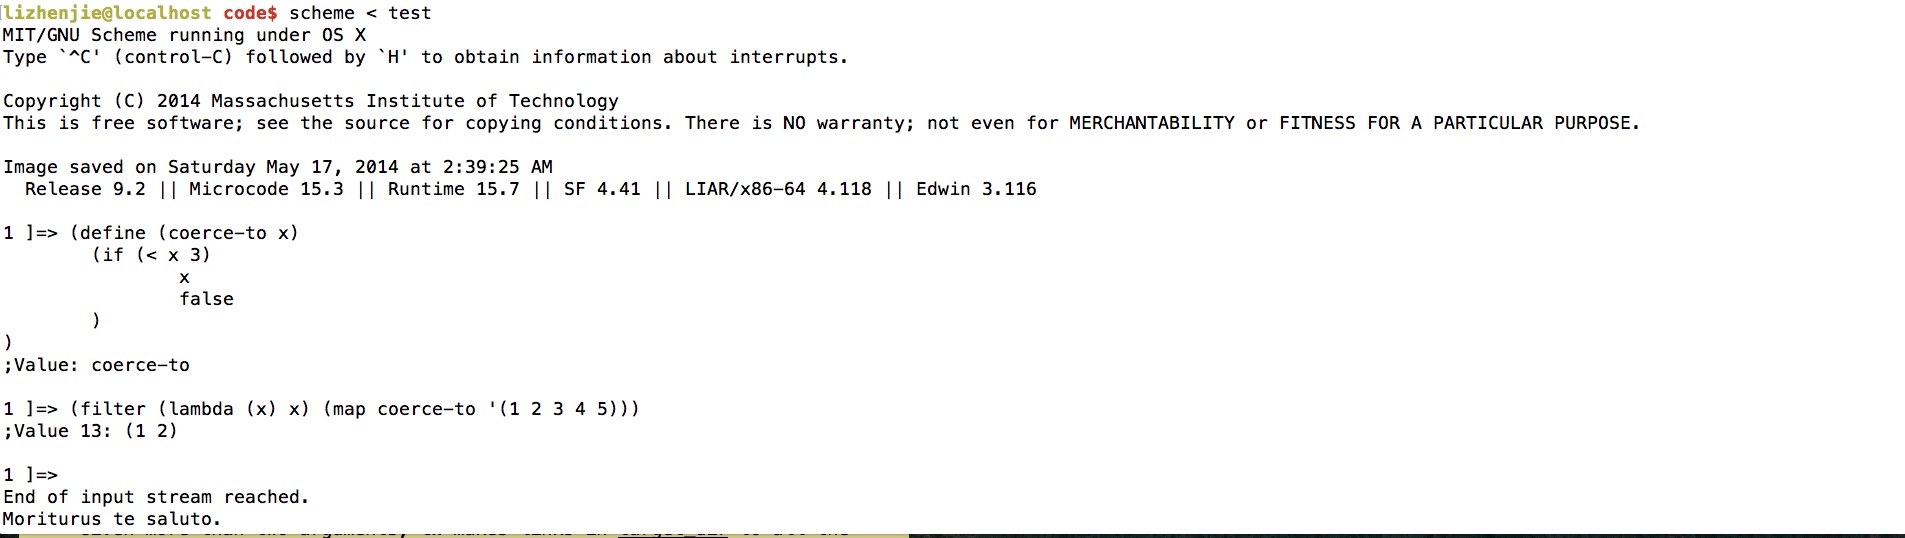 lizhenjie@localhost code$ scheme < test
MIT/GNU Scheme running under OS X
Type `^C' (control-C) followed by `H' to obtain information about interrupts.
Copyright (C) 2014 Massachusetts Institute of Technology
This is free software; see the source for copying conditions. There is NO warranty; not even for MERCHANTABILITY or FITNESS FOR A PARTICULAR PURPOSE.
Image saved on Saturday May 17, 2014 at 2:39:25 AM
  Release 9.2 || Microcode 15.3 || Runtime 15.7 || SF 4.41 || LIAR/x86-64 4.118 || Edwin 3.116
1 ]=> (define (coerce-to x)
        (if (< x 3)
                x
                false
        )
)
;Value: coerce-to
1 ]=> (filter (lambda (x) x) (map coerce-to '(1 2 3 4 5)))
;Value 13: (1 2)
1 ]=>
End of input stream reached.
Moriturus te saluto.